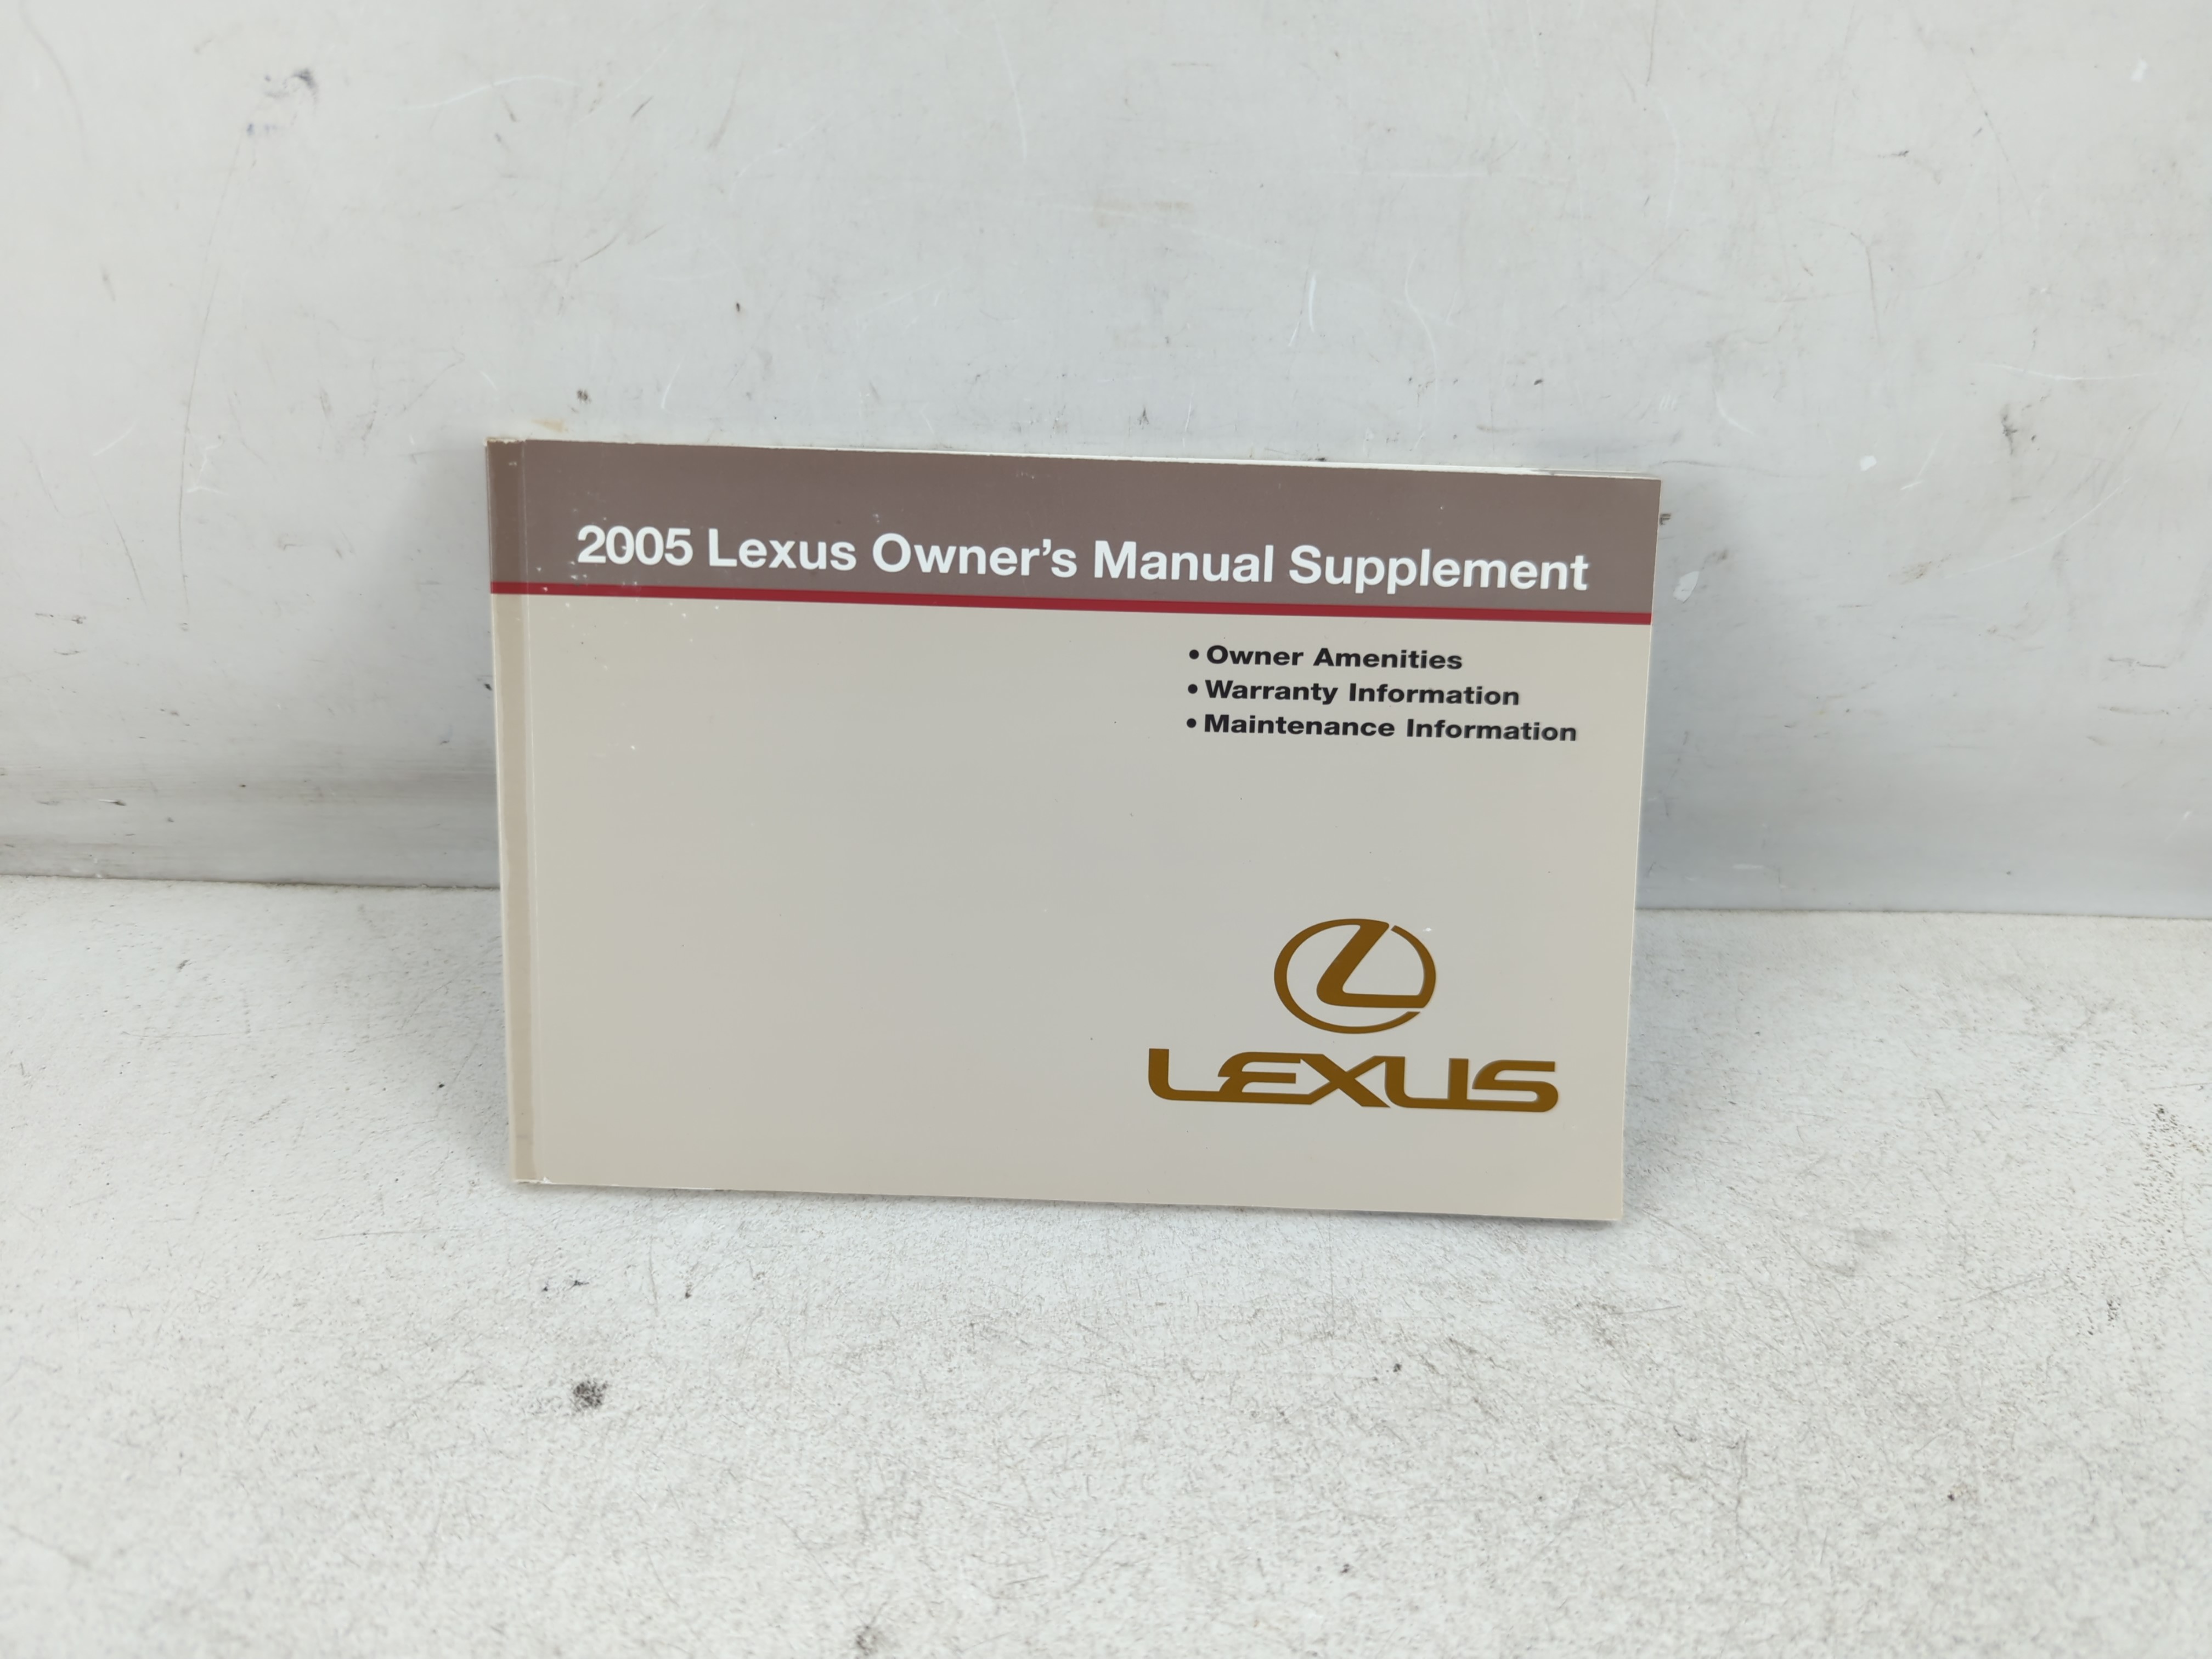 2005 Lexus Owner’s Manual Supplement
• Owner Amenities
• Warranty Information
• Maintenance Information
LEXUS